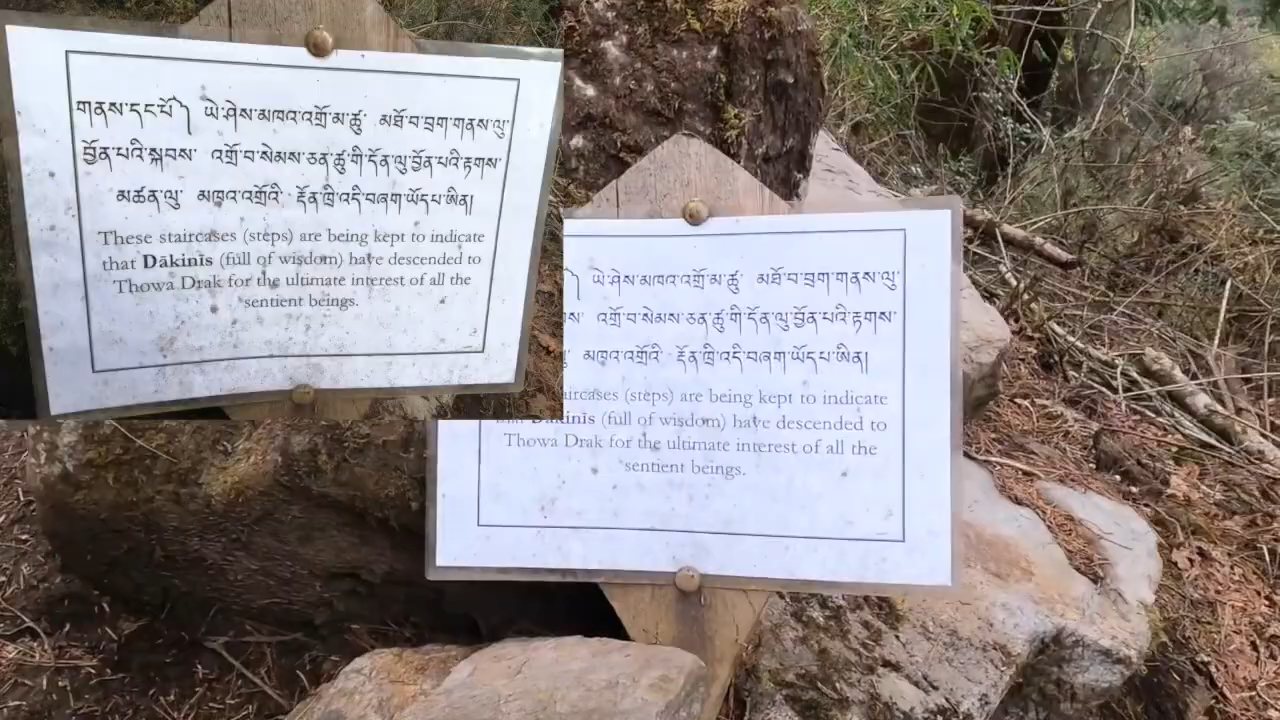 གནས་དང་པོ༽ ཡེ་ཤེས་མཁའ་འགྲོ་མ་ཚུ་ མཐོ་བ་བྲག་གནས་ལུ་
བྱོན་པའི་སྐབས་ འགྲོ་བ་སེམས་ཅན་ཚུ་གི་དོན་ལུ་བྱོན་པའི་རྟགས་
མཚན་ལུ་ མཁའ་འགྲོའི་ རྡོན་ཁྲི་འདི་བཞག་ཡོདཔ་ཨིན།
These staircases (steps) are being kept to indicate
that Dākinīs (full of wisdom) have descended to
Thowa Drak for the ultimate interest of all the
sentient beings.
༽ ཡེ་ཤེས་མཁའ་འགྲོ་མ་ཚུ་ མཐོ་བ་བྲག་གནས་ལུ་
འགྲོ་བ་སེམས་ཅན་ཚུ་གི་དོན་ལུ་བྱོན་པའི་རྟགས་
མཁའ་འགྲོའི་ རྡོན་ཁྲི་འདི་བཞག་ཡོདཔ་ཨིན།
ircases (steps) are being kept to indicate
Dākinīs (full of wisdom) have descended to
Thowa Drak for the ultimate interest of all the
sentient beings.